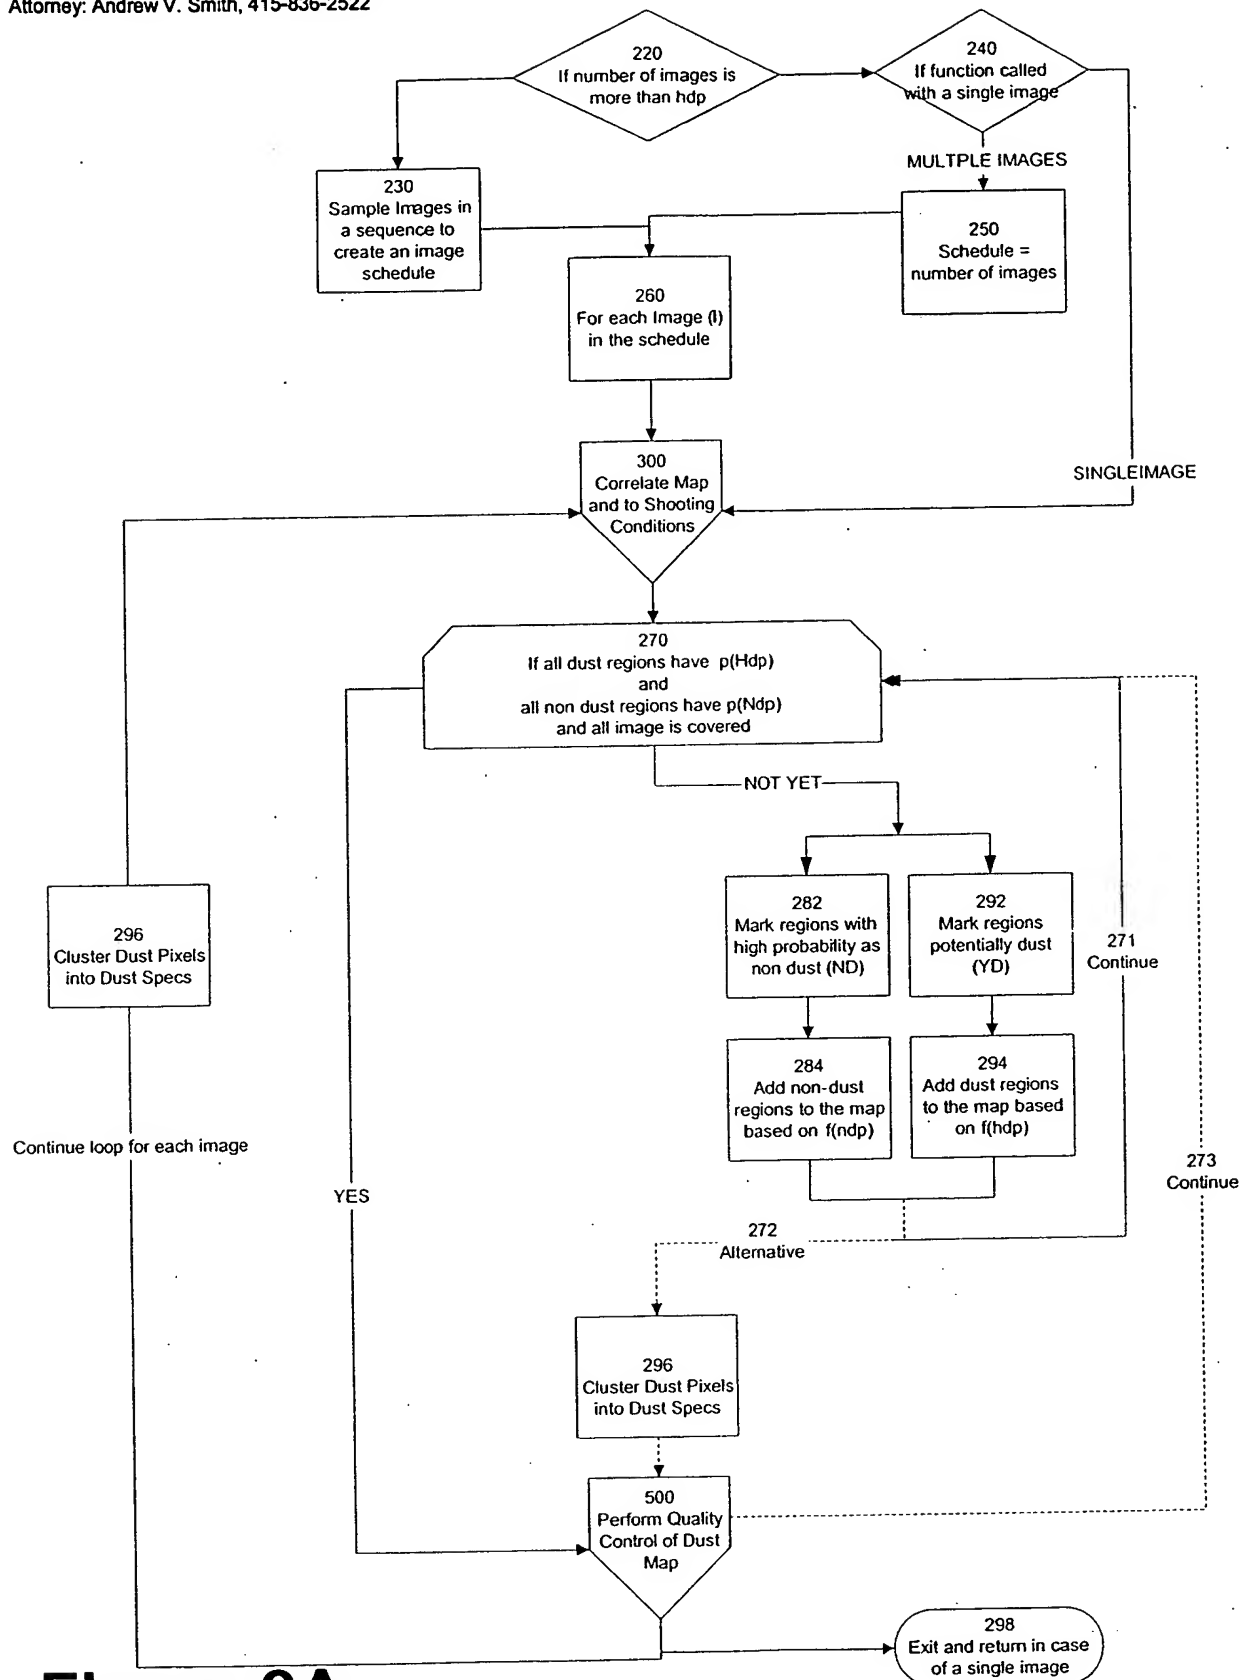 Attorney: Andrew V. Smith, 415-836-2522
220
If number of images is
more than hdp
240
If function called
with a single image
MULTPLE IMAGES
230
Sample Images in
a sequence to
create an image
schedule
250
Schedule =
number of images
260
For each Image (I)
in the schedule
SINGLEIMAGE
300
Correlate Map
and to Shooting
Conditions
270
If all dust regions have p(Hdp)
and
all non dust regions have p(Ndp)
and all image is covered
NOT YET
282
Mark regions with
high probability as
non dust (ND)
292
Mark regions
potentially dust
(YD)
271
Continue
296
Cluster Dust Pixels
into Dust Specs
284
Add non-dust
regions to the map
based on f(ndp)
294
Add dust regions
to the map based
on f(hdp)
Continue loop for each image
273
Continue
YES
272
Alternative
296
Cluster Dust Pixels
into Dust Specs
500
Perform Quality
Control of Dust
Map
298
Exit and return in case
of a single image